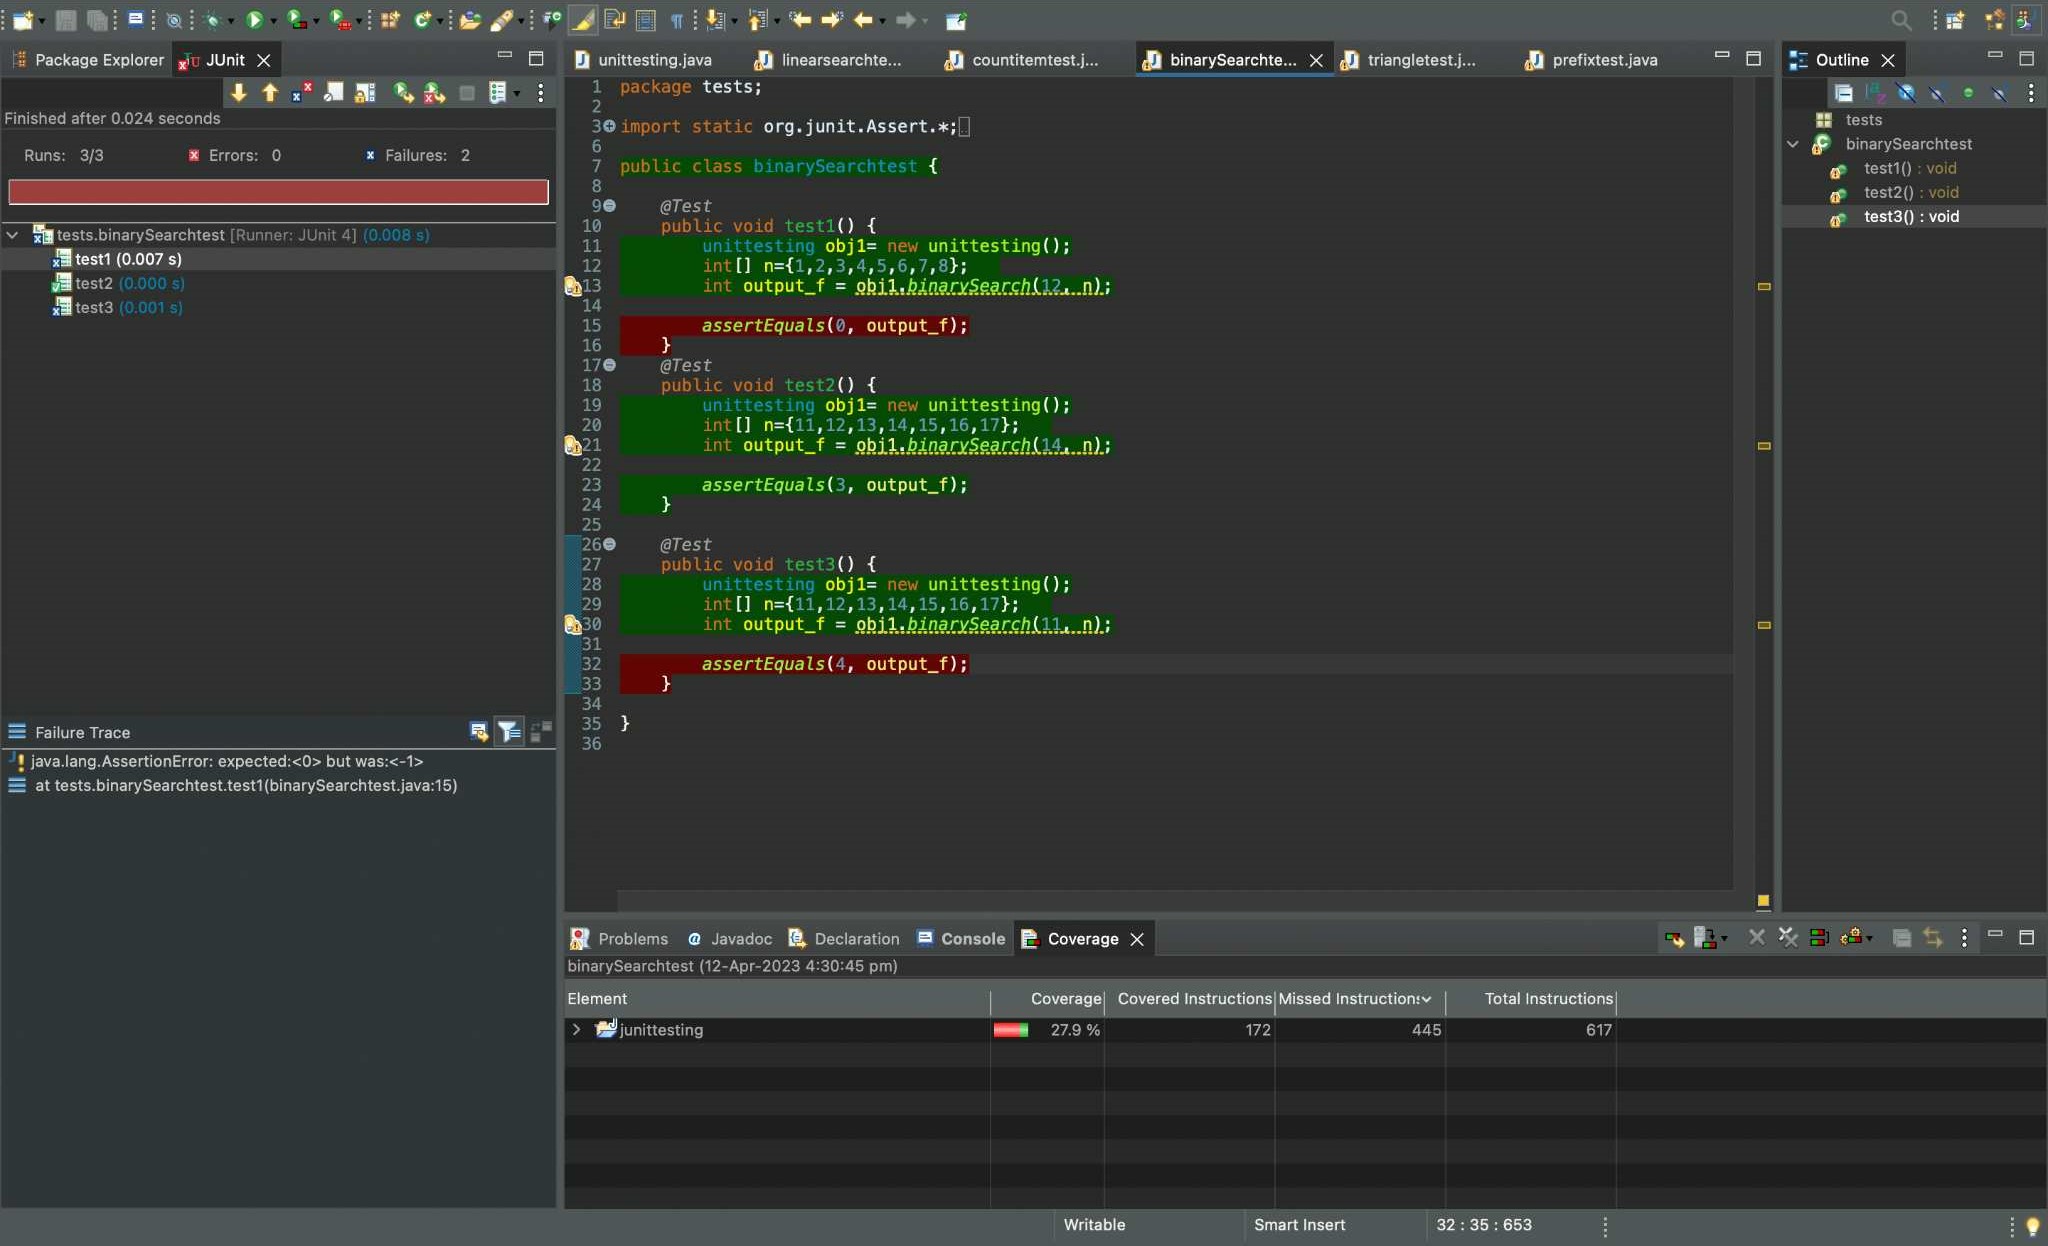 Package Explorer
JUnit
Finished after 0.024 seconds
Runs: 3/3
Errors: 0
Failures: 2
tests.binarySearchtest [Runner: JUnit 4] (0.008 s)
test1 (0.007 s)
test2 (0.000 s)
test3 (0.001 s)
Failure Trace
java.lang.AssertionError: expected:<0> but was:<-1>
at tests.binarySearchtest.test1(binarySearchtest.java:15)
unittesting.java
linearsearchte...
countitemtest.j...
binarySearchte...
triangletest.j...
prefixtest.java
1 package tests;
2
3 import static org.junit.Assert.*;
6
7 public class binarySearchtest {
8
9 @Test
10 public void test1() {
11 unittesting obj1= new unittesting();
12 int[] n={1,2,3,4,5,6,7,8};
13 int output_f = obj1.binarySearch(12, n);
14
15 assertEquals(0, output_f);
16 }
17 @Test
18 public void test2() {
19 unittesting obj1= new unittesting();
20 int[] n={11,12,13,14,15,16,17};
21 int output_f = obj1.binarySearch(14, n);
22
23 assertEquals(3, output_f);
24 }
25
26 @Test
27 public void test3() {
28 unittesting obj1= new unittesting();
29 int[] n={11,12,13,14,15,16,17};
30 int output_f = obj1.binarySearch(11, n);
31
32 assertEquals(4, output_f);
33 }
34
35 }
36
Outline
tests
binarySearchtest
test1() : void
test2() : void
test3() : void
Problems
Javadoc
Declaration
Console
Coverage
binarySearchtest (12-Apr-2023 4:30:45 pm)
Element Coverage Covered Instructions Missed Instructions Total Instructions
junittesting 27.9 % 172 445 617
Writable
Smart Insert
32 : 35 : 653